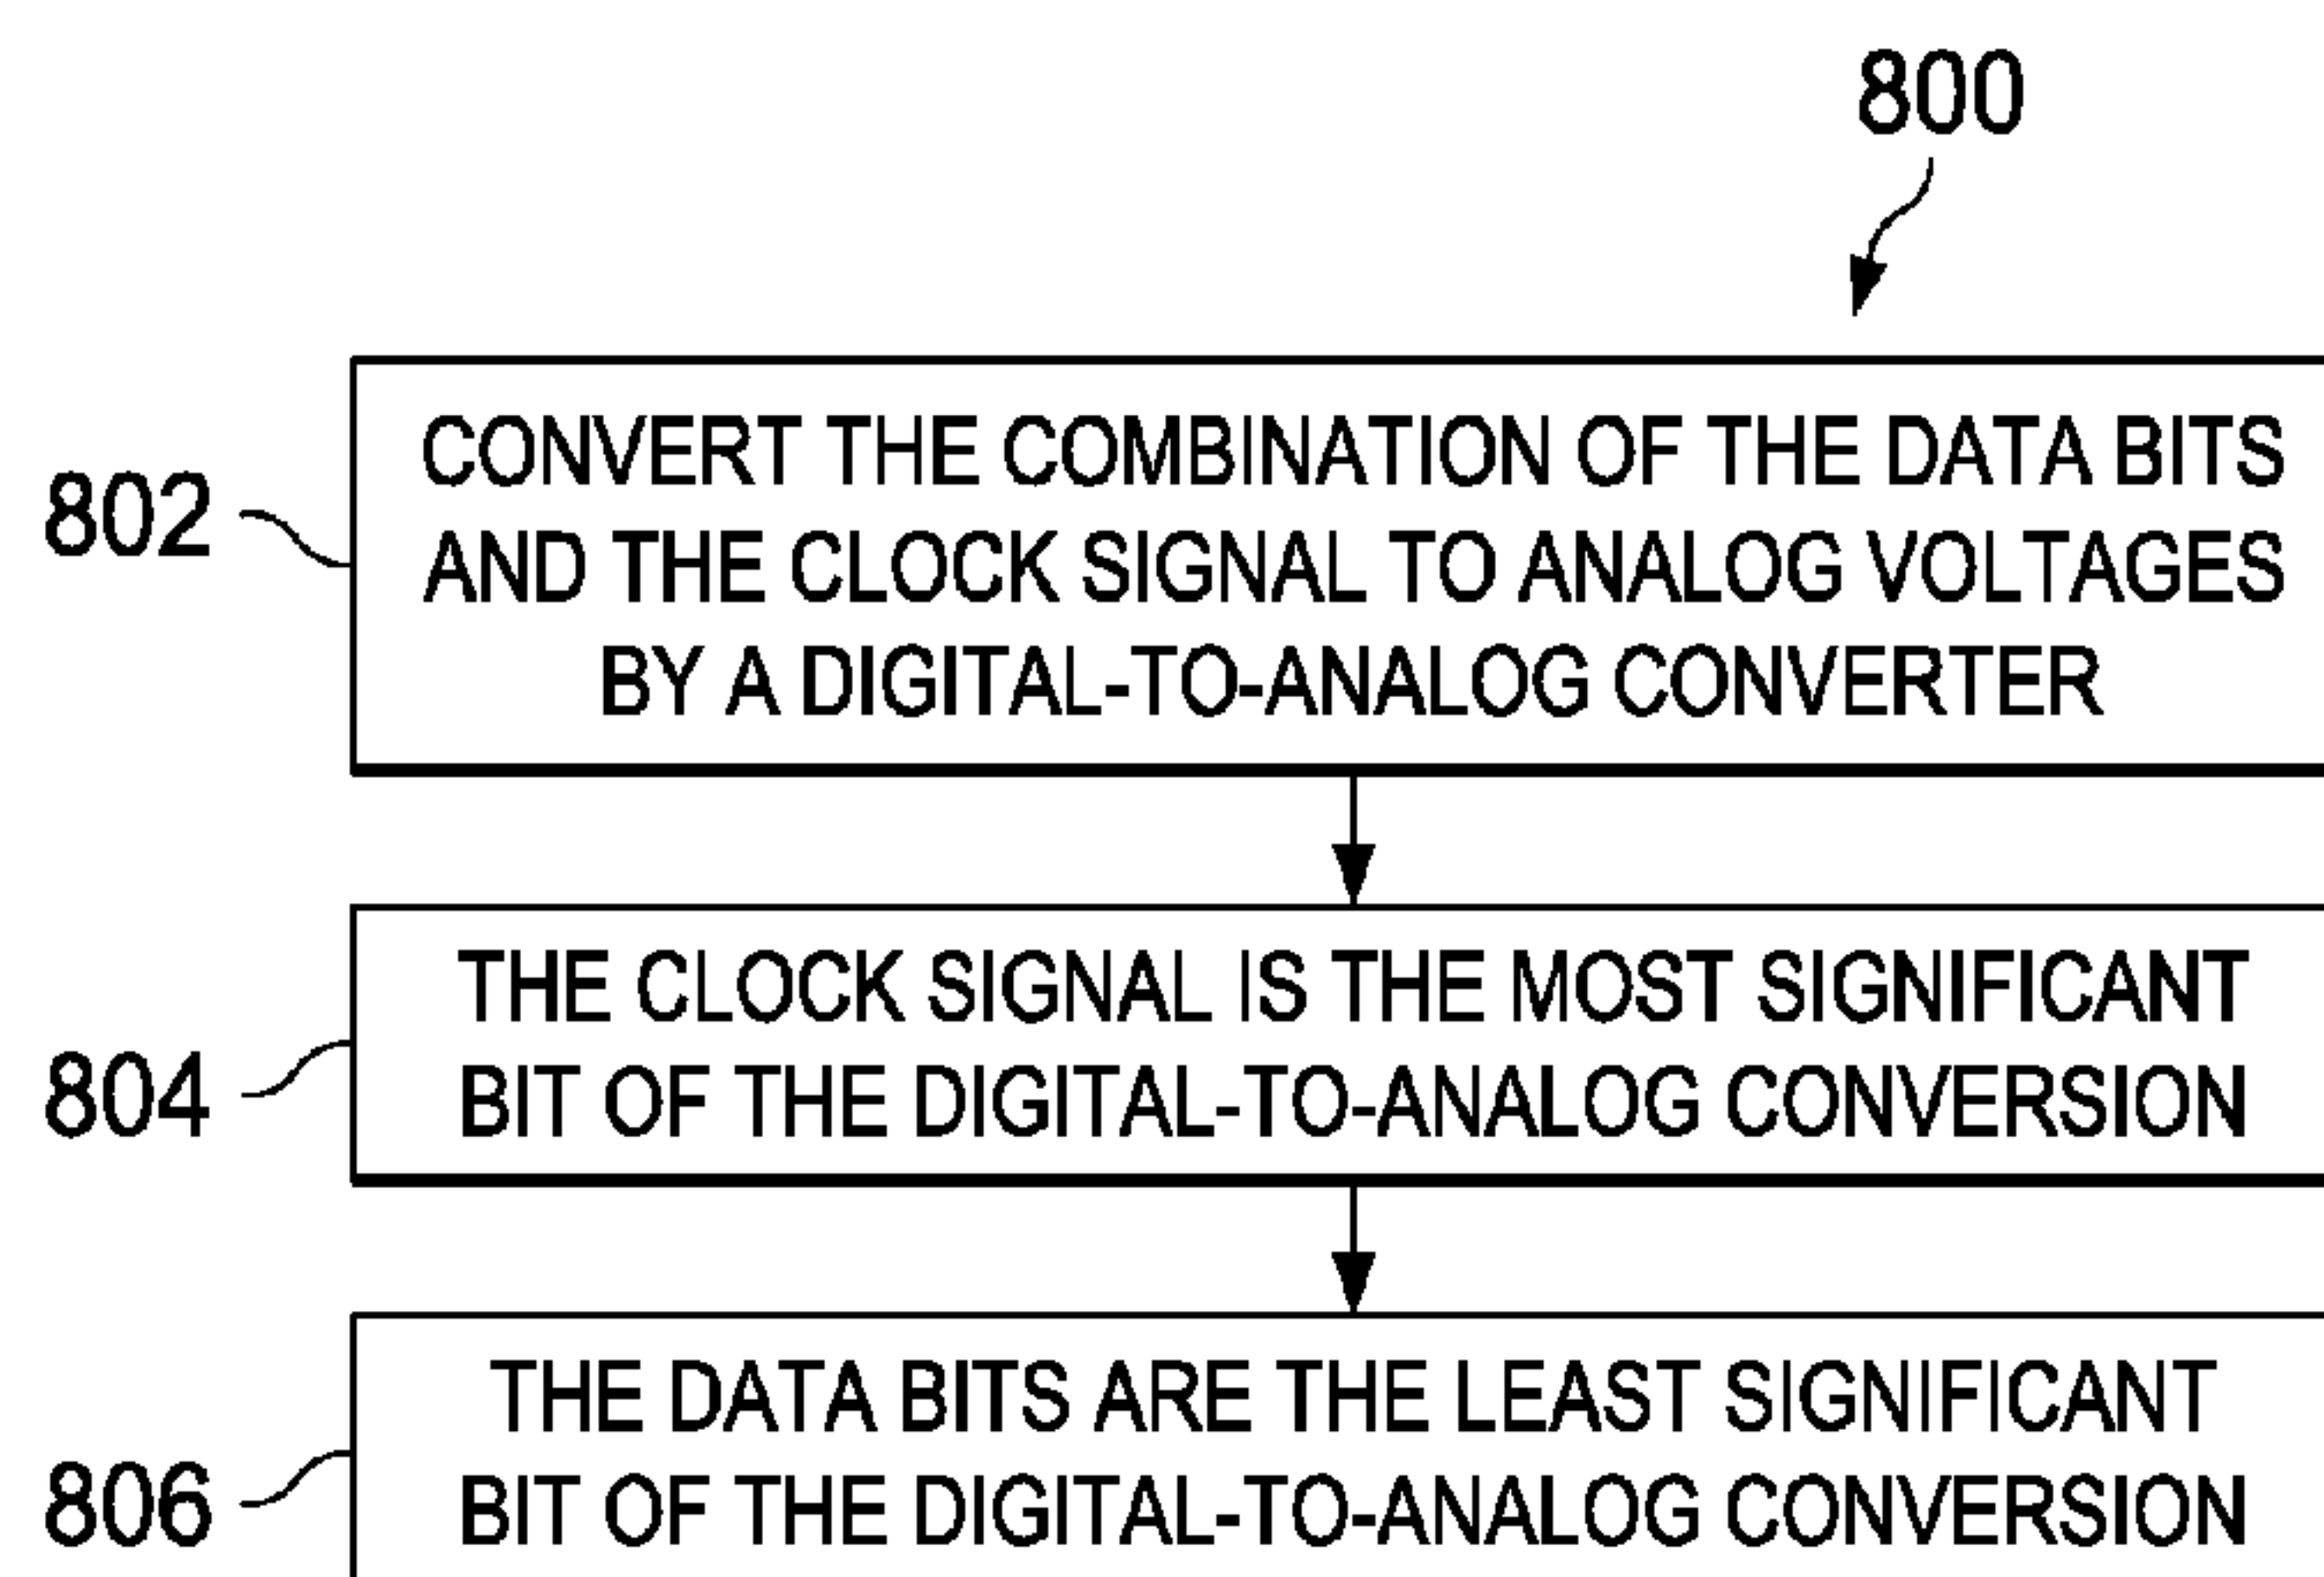 800
802
CONVERT THE COMBINATION OF THE DATA BITS
AND THE CLOCK SIGNAL TO ANALOG VOLTAGES
BY A DIGITAL-TO-ANALOG CONVERTER
804
THE CLOCK SIGNAL IS THE MOST SIGNIFICANT
BIT OF THE DIGITAL-TO-ANALOG CONVERSION
806
THE DATA BITS ARE THE LEAST SIGNIFICANT
BIT OF THE DIGITAL-TO-ANALOG CONVERSION